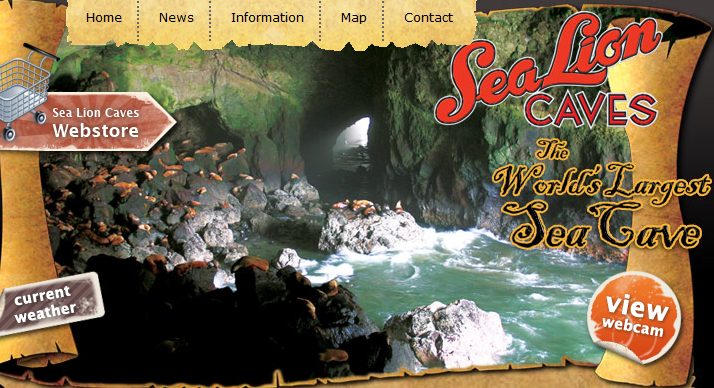 Home
News
Information
Map
Contact
Sea Lion
CAVES
Sea Lion Caves
Webstore
The
World's Largest
Sea Cave
current
weather
view
webcam